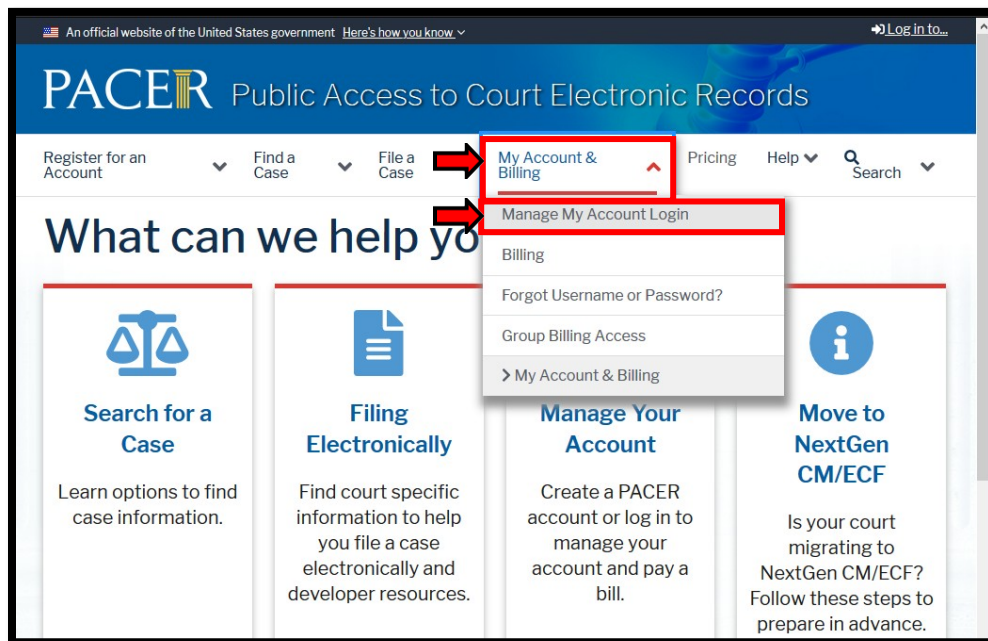 An official website of the United States government Here's how you know
Log in to...
PACER Public Access to Court Electronic Records
Register for an
Account
Find a
Case
File a
Case
My Account &
Billing
Pricing
Help
Search
What can we help yo
Manage My Account Login
Billing
Forgot Username or Password?
Group Billing Access
My Account & Billing
Search for a
Case
Learn options to find
case information.
Filing
Electronically
Find court specific
information to help
you file a case
electronically and
developer resources.
Manage Your
Account
Create a PACER
account or log in to
manage your
account and pay a
bill.
Move to
NextGen
CM/ECF
Is your court
migrating to
NextGen CM/ECF?
Follow these steps to
prepare in advance.